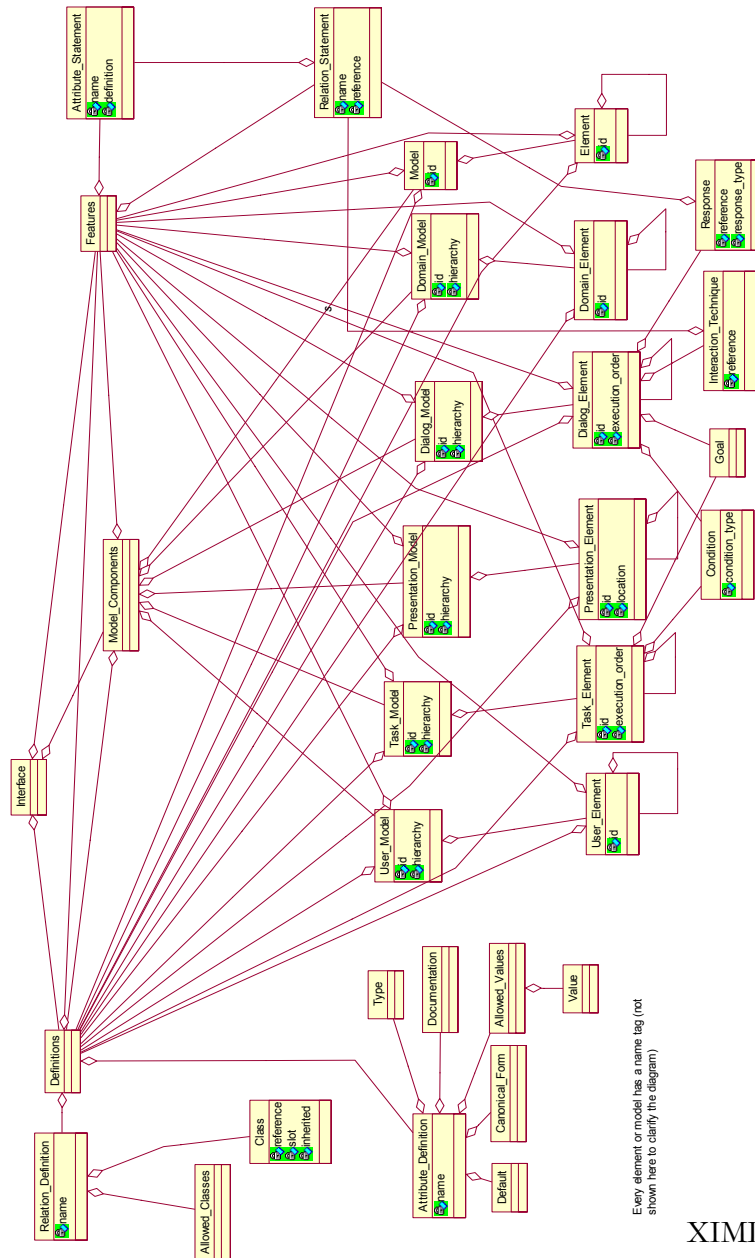 Interface
Definitions
Model_Components
Features
Relation_Definition
name
Allowed_Classes
Class
reference
slot
inherited
Attribute_Definition
name
Type
Documentation
Allowed_Values
Value
Canonical_Form
Default
Attribute_Statement
name
definition
Relation_Statement
name
reference
User_Model
id
hierarchy
Task_Model
id
hierarchy
Presentation_Model
id
hierarchy
Dialog_Model
id
hierarchy
Domain_Model
id
hierarchy
Model
id
s
User_Element
id
Task_Element
id
execution_order
Presentation_Element
id
location
Dialog_Element
id
execution_order
Domain_Element
id
Element
id
Condition
condition_type
Goal
Interaction_Technique
reference
Response
reference
response_type
Every element or model has a name tag (not
shown here to clarify the diagram)